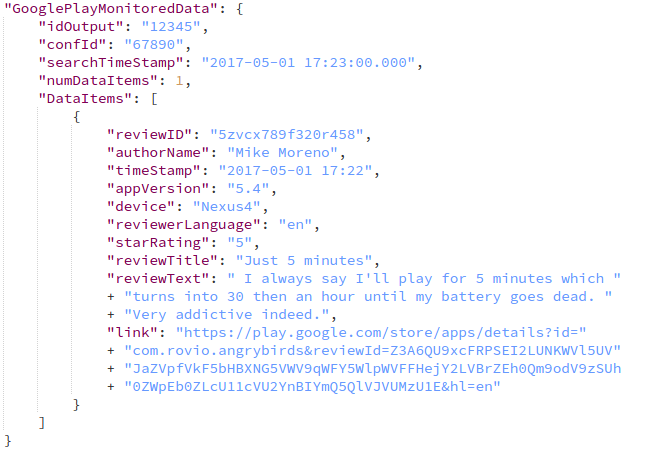 "GooglePlayMonitoredData": {
"idOutput": "12345",
"confId": "67890",
"searchTimeStamp": "2017-05-01 17:23:00.000",
"numDataItems": 1,
"DataItems": [
{
"reviewID": "5zvcx789f320r458",
"authorName": "Mike Moreno",
"timeStamp": "2017-05-01 17:22",
"appVersion": "5.4",
"device": "Nexus4",
"reviewerLanguage": "en",
"starRating": "5",
"reviewTitle": "Just 5 minutes",
"reviewText": " I always say I'll play for 5 minutes which "
+ "turns into 30 then an hour until my battery goes dead. "
+ "Very addictive indeed.",
"link": "https://play.google.com/store/apps/details?id="
+ "com.rovio.angrybirds&reviewId=Z3A6QU9xcFRPSEI2LUNKWVl5UV"
+ "JaZVpfVkF5bHBXNG5VWV9qWFY5WlpWVFFHejY2LVBrZEh0Qm9odV9zSUh
+ "0ZWpEb0ZLcU11cVU2YnBIYmQ5QlVJVUMzU1E&hl=en"
}
]
}